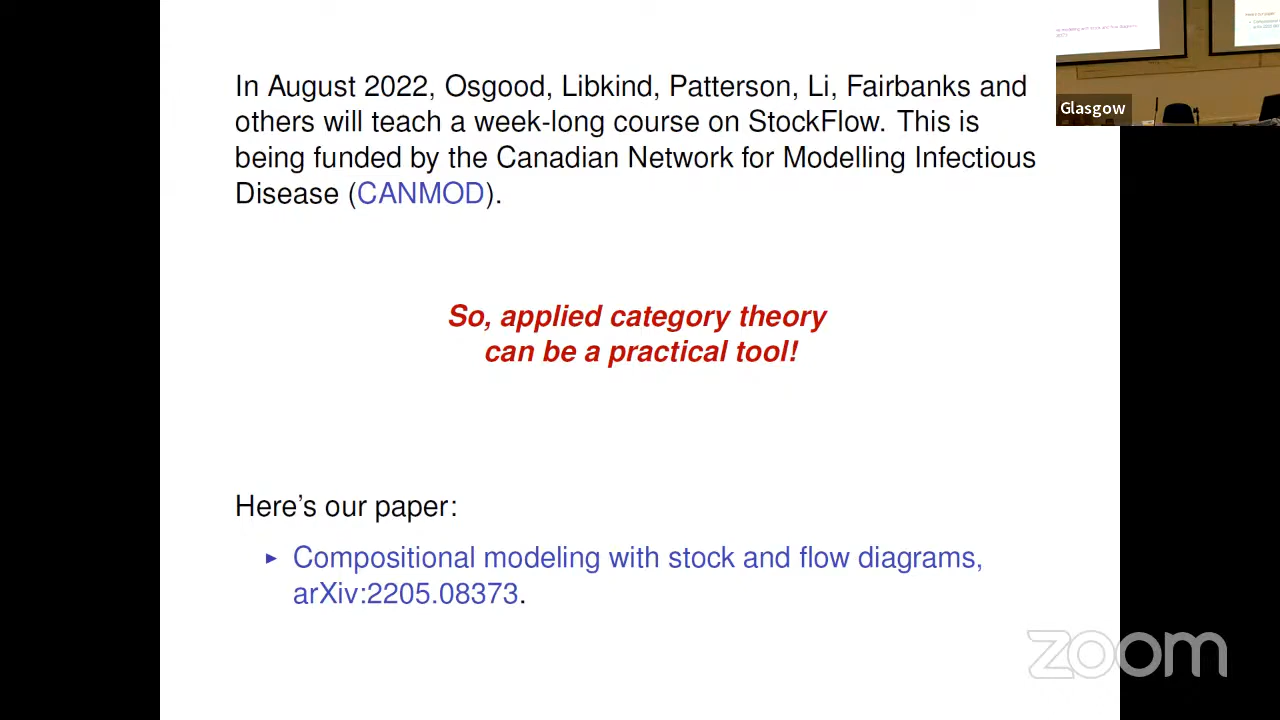 In August 2022, Osgood, Libkind, Patterson, Li, Fairbanks and
others will teach a week-long course on StockFlow. This is
being funded by the Canadian Network for Modelling Infectious
Disease (CANMOD).
So, applied category theory
can be a practical tool!
Here's our paper:
▸ Compositional modeling with stock and flow diagrams,
arXiv:2205.08373.
Glasgow
zoom